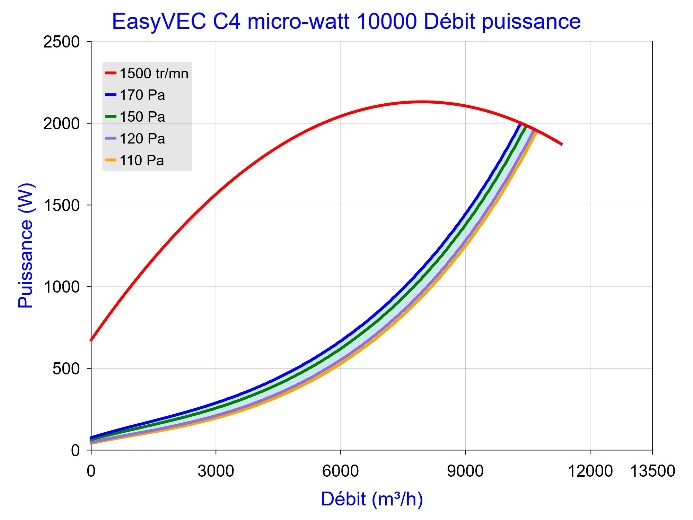 EasyVEC C4 micro-watt 10000 Débit puissance
2500
2000
1500
1000
500
0
Puissance (W)
1500 tr/mn
170 Pa
150 Pa
120 Pa
110 Pa
0 3000 6000 9000 12000 13500
Débit (m³/h)